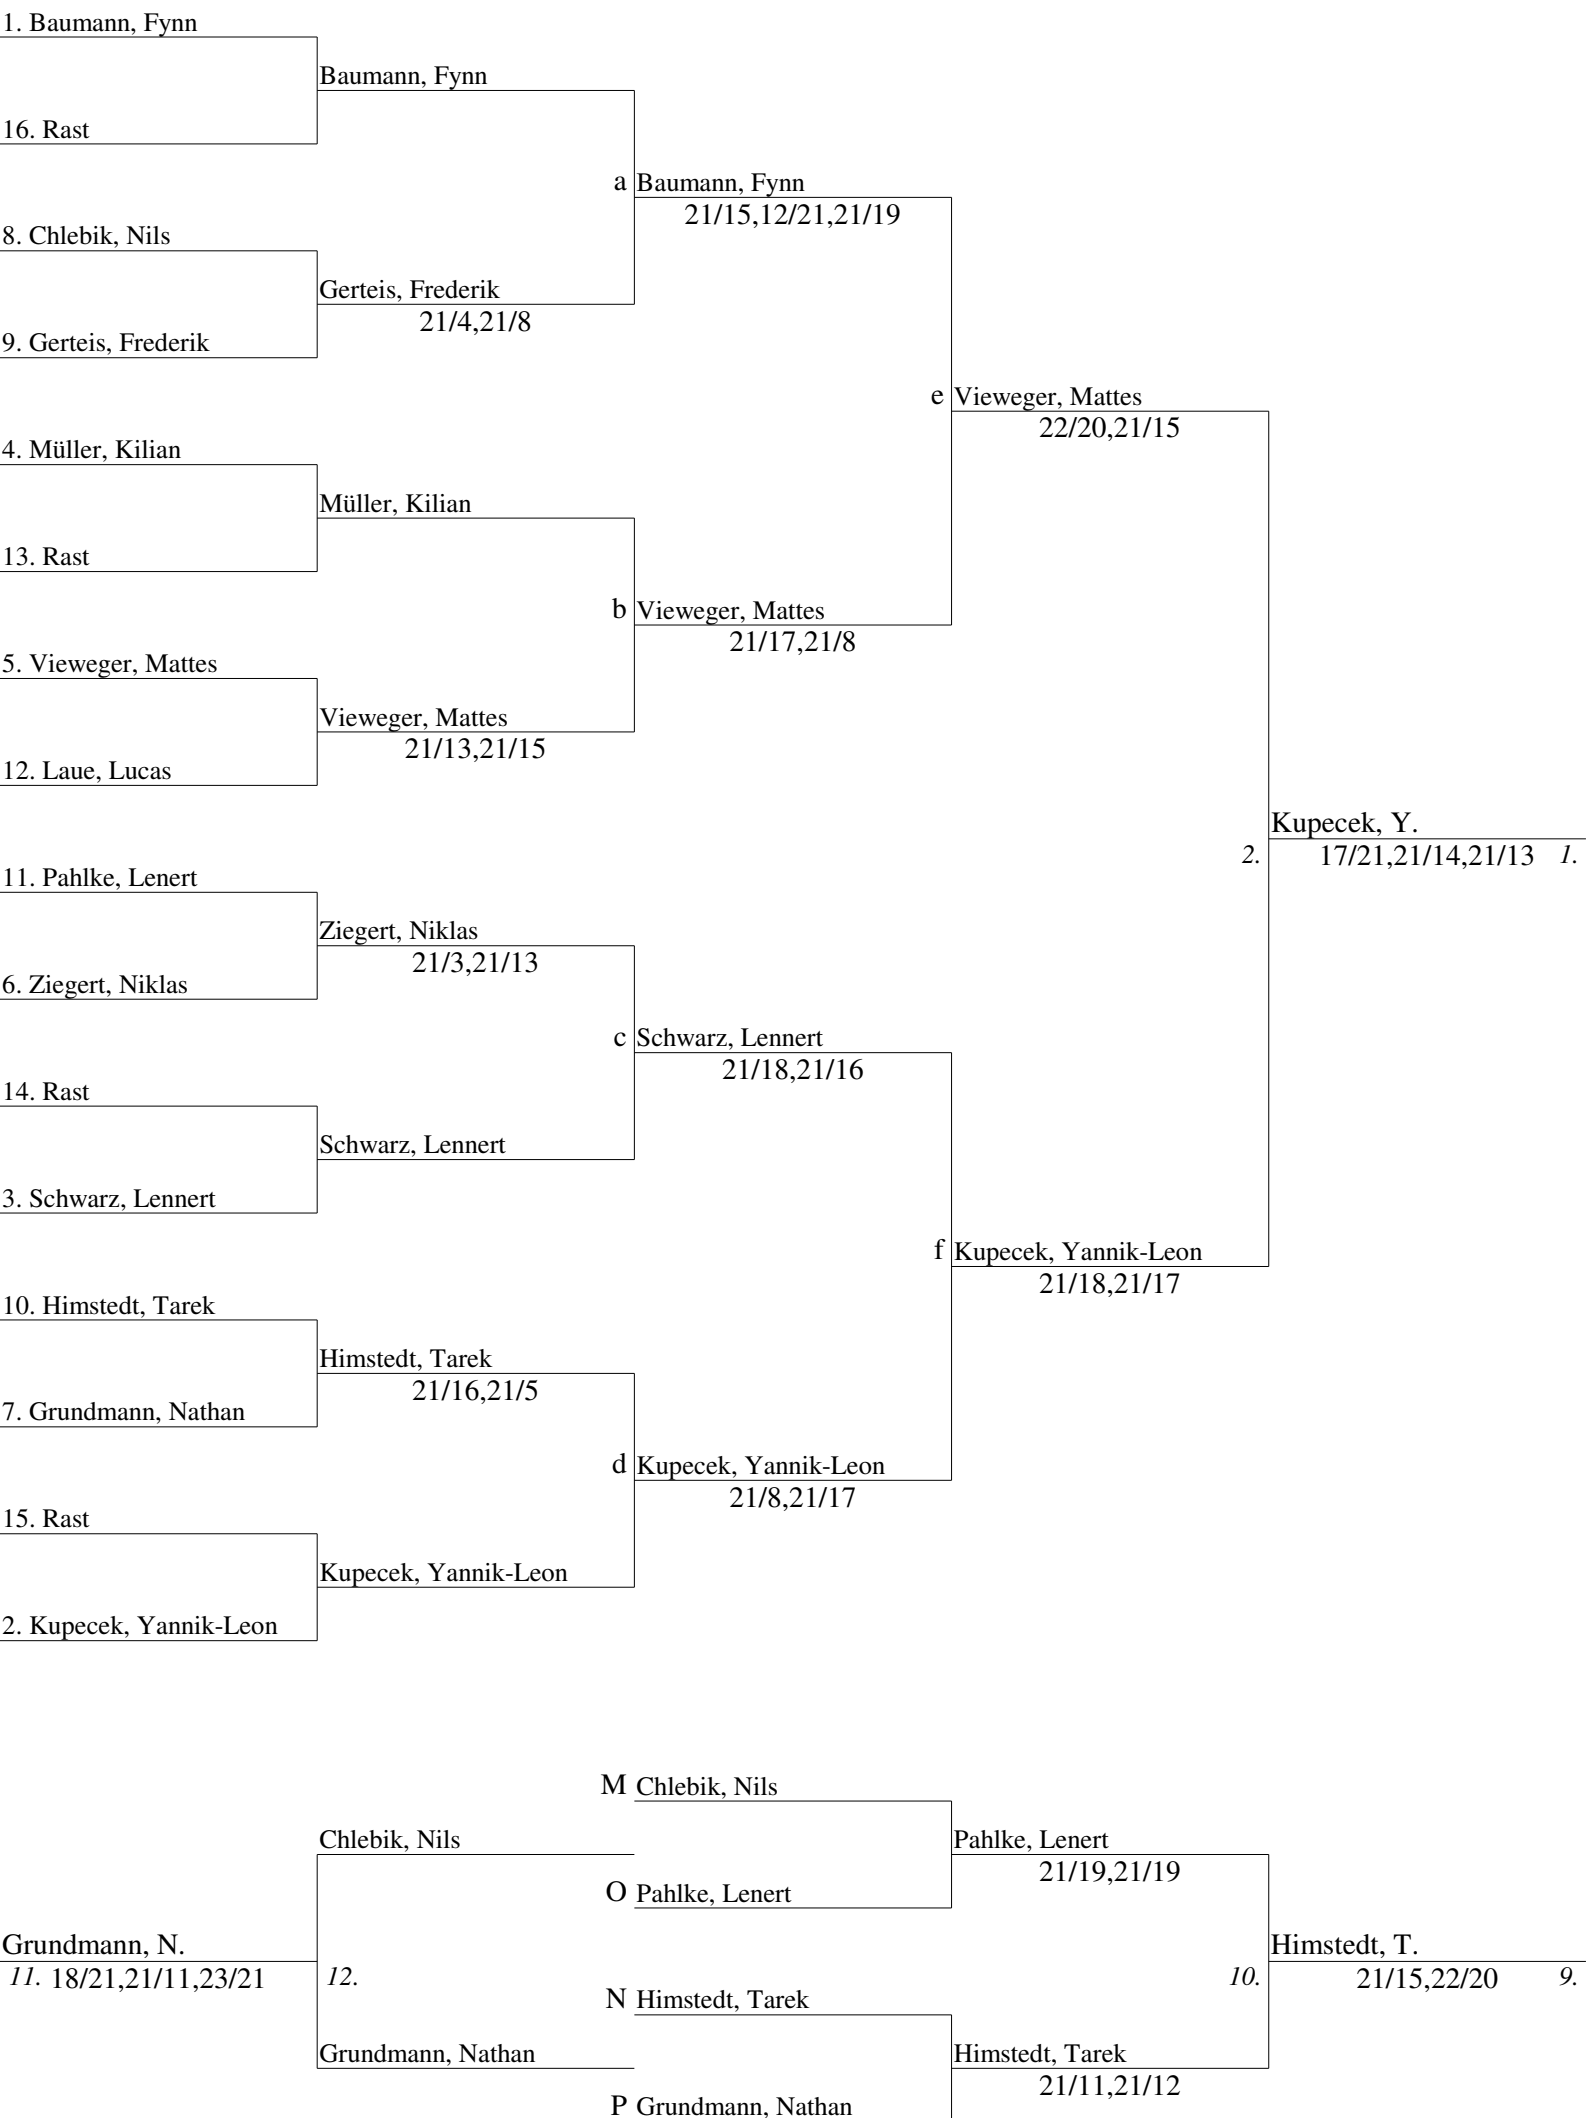 1. Baumann, Fynn
Baumann, Fynn
16. Rast
a Baumann, Fynn
21/15,12/21,21/19
8. Chlebik, Nils
Gerteis, Frederik
21/4,21/8
9. Gerteis, Frederik
e Vieweger, Mattes
22/20,21/15
4. Müller, Kilian
Müller, Kilian
13. Rast
b Vieweger, Mattes
21/17,21/8
5. Vieweger, Mattes
Vieweger, Mattes
21/13,21/15
12. Laue, Lucas
Kupecek, Y.
2. 17/21,21/14,21/13 1.
11. Pahlke, Lenert
Ziegert, Niklas
21/3,21/13
6. Ziegert, Niklas
c Schwarz, Lennert
21/18,21/16
14. Rast
Schwarz, Lennert
3. Schwarz, Lennert
f Kupecek, Yannik-Leon
21/18,21/17
10. Himstedt, Tarek
Himstedt, Tarek
21/16,21/5
7. Grundmann, Nathan
d Kupecek, Yannik-Leon
21/8,21/17
15. Rast
Kupecek, Yannik-Leon
2. Kupecek, Yannik-Leon
M Chlebik, Nils
Chlebik, Nils
Pahlke, Lenert
21/19,21/19
O Pahlke, Lenert
Grundmann, N.
Himstedt, T.
11. 18/21,21/11,23/21 12.
10. 21/15,22/20 9.
N Himstedt, Tarek
Grundmann, Nathan
Himstedt, Tarek
21/11,21/12
P Grundmann, Nathan